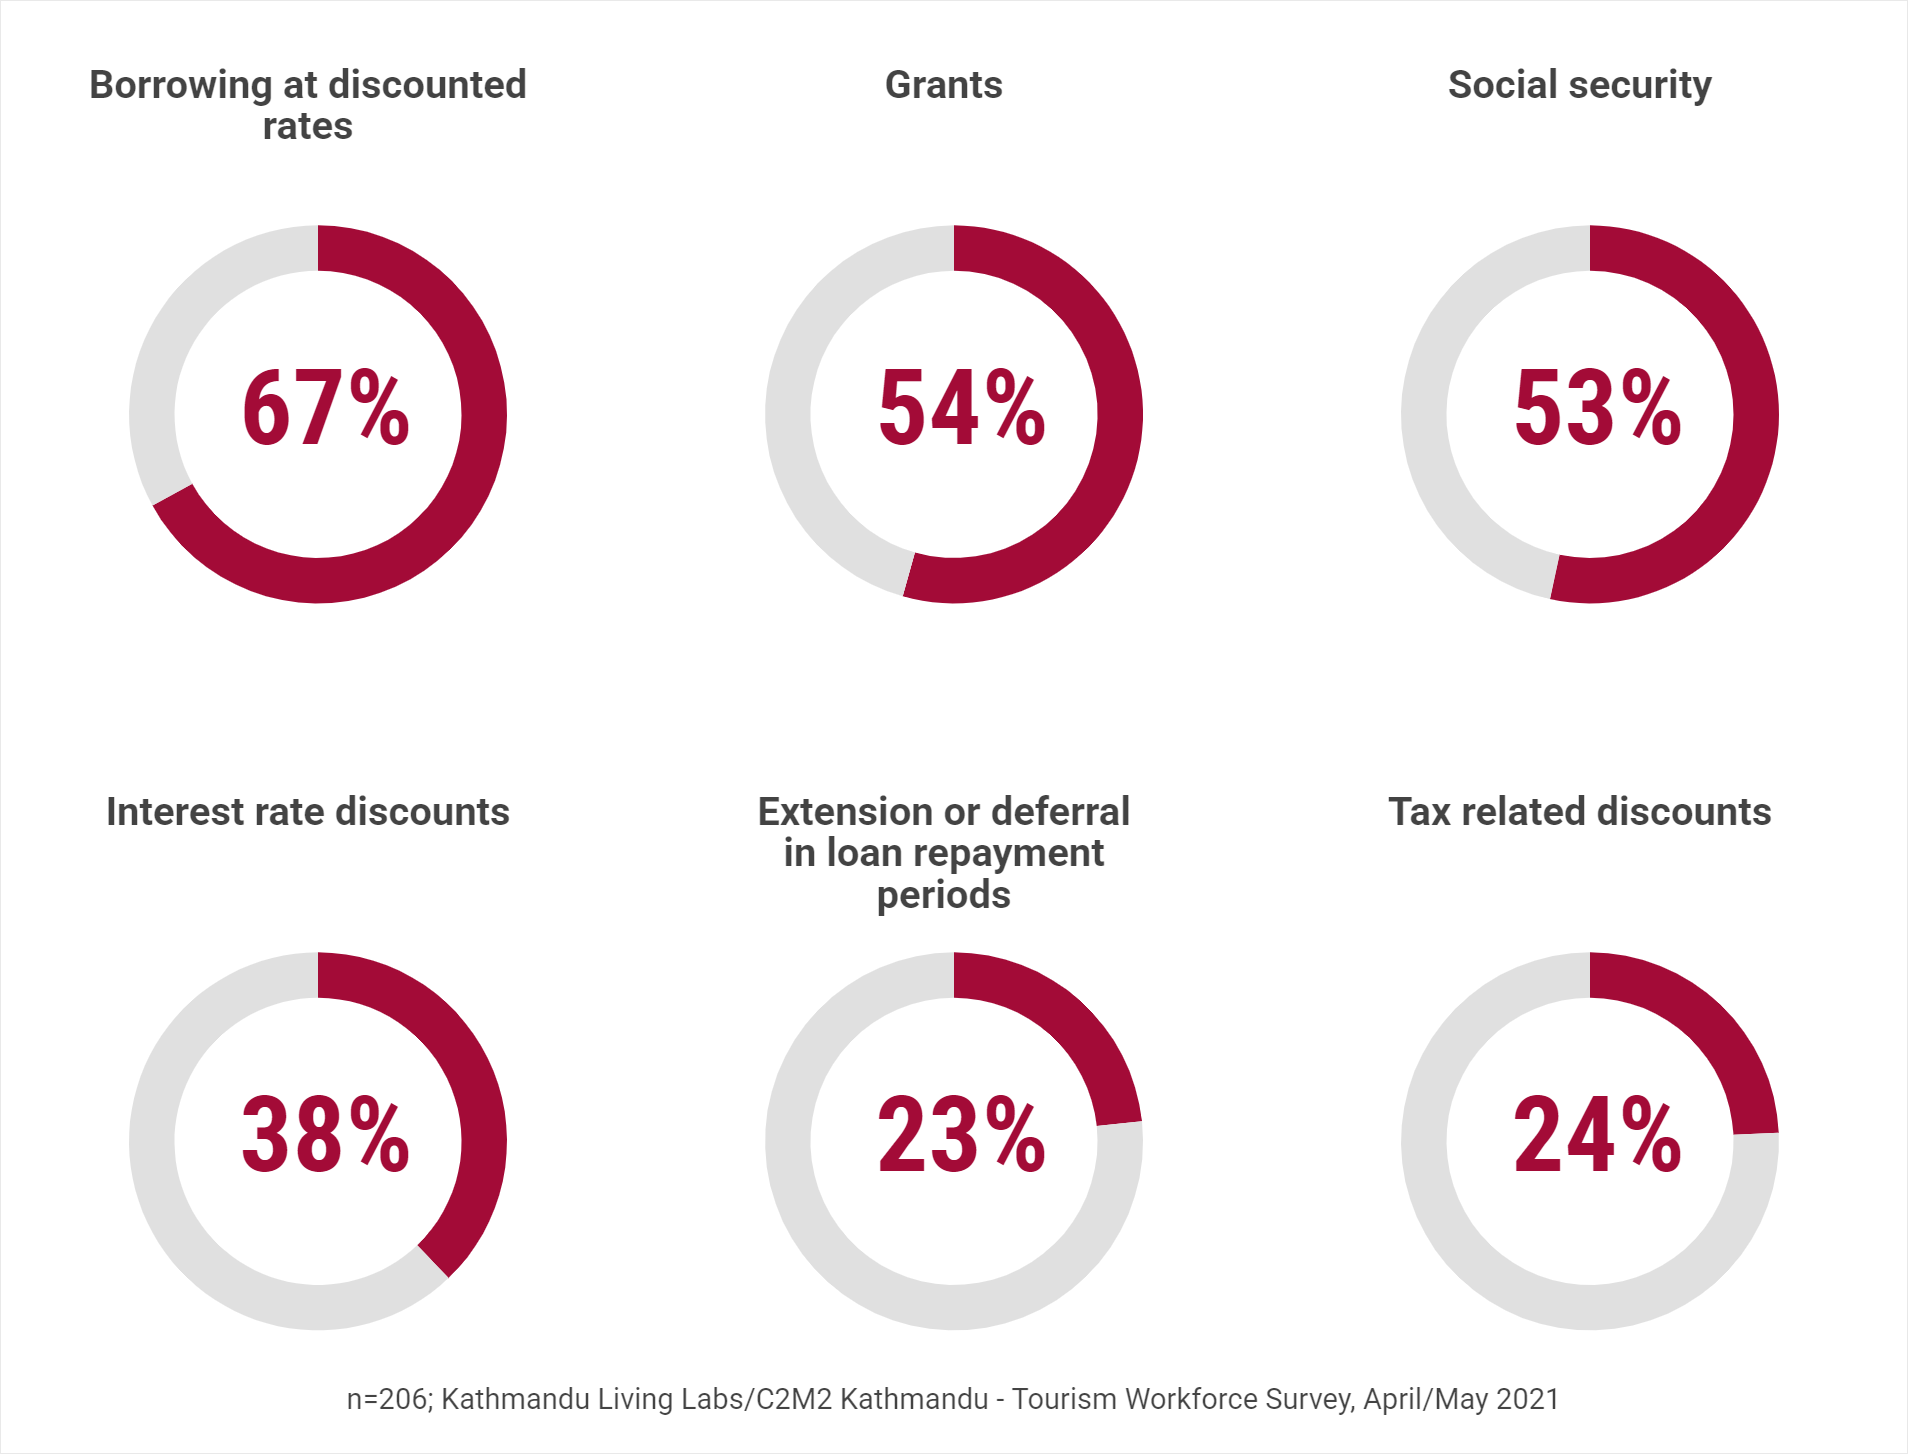 Borrowing at discounted
rates
Grants
Social security
67%
54%
53%
Interest rate discounts
Extension or deferral
in loan repayment
periods
Tax related discounts
38%
23%
24%
n=206; Kathmandu Living Labs/C2M2 Kathmandu - Tourism Workforce Survey, April/May 2021